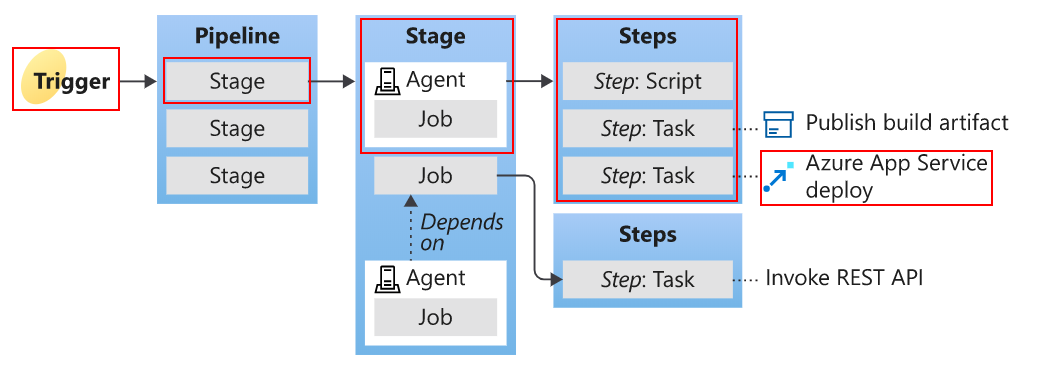 Trigger
Pipeline
Stage
Stage
Stage
Stage
Agent
Job
Job
Depends
on
Agent
Job
Steps
Step: Script
Step: Task
Step: Task
Publish build artifact
Azure App Service
deploy
Steps
Step: Task
Invoke REST API